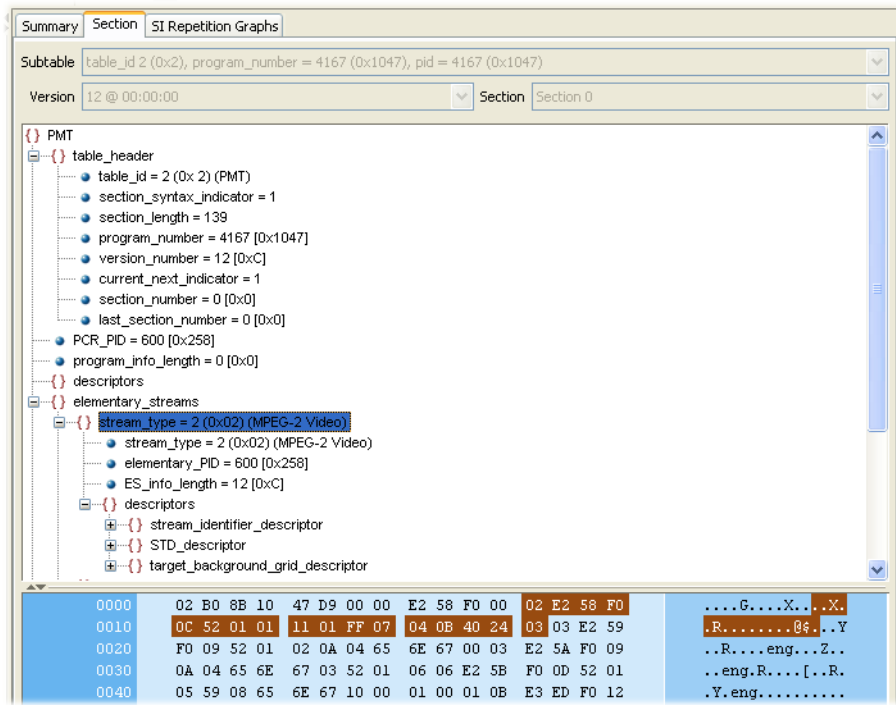 Summary Section SI Repetition Graphs
Subtable table_id 2 (0x2), program_number = 4167 (0x1047), pid = 4167 (0x1047)
Version 12 @ 00:00:00 Section Section 0
{} PMT
{} table_header
table_id = 2 (0x 2) (PMT)
section_syntax_indicator = 1
section_length = 139
program_number = 4167 [0x1047]
version_number = 12 [0xC]
current_next_indicator = 1
section_number = 0 [0x0]
last_section_number = 0 [0x0]
PCR_PID = 600 [0x258]
program_info_length = 0 [0x0]
{} descriptors
{} elementary_streams
{} stream_type = 2 (0x02) (MPEG-2 Video)
stream_type = 2 (0x02) (MPEG-2 Video)
elementary_PID = 600 [0x258]
ES_info_length = 12 [0xC]
{} descriptors
{} stream_identifier_descriptor
{} STD_descriptor
{} target_background_grid_descriptor
0000 02 B0 8B 10 47 D9 00 00 E2 58 F0 00 02 E2 58 F0 ....G....X....X.
0010 0C 52 01 01 11 01 FF 07 04 0B 40 24 03 03 E2 59 .R........@$...Y
0020 F0 09 52 01 02 0A 04 65 6E 67 00 03 E2 5A F0 09 ..R....eng...Z..
0030 0A 04 65 6E 67 03 52 01 06 06 E2 5B F0 0D 52 01 ..eng.R....[..R.
0040 05 59 08 65 6E 67 10 00 01 00 01 0B E3 ED F0 12 .Y.eng..........